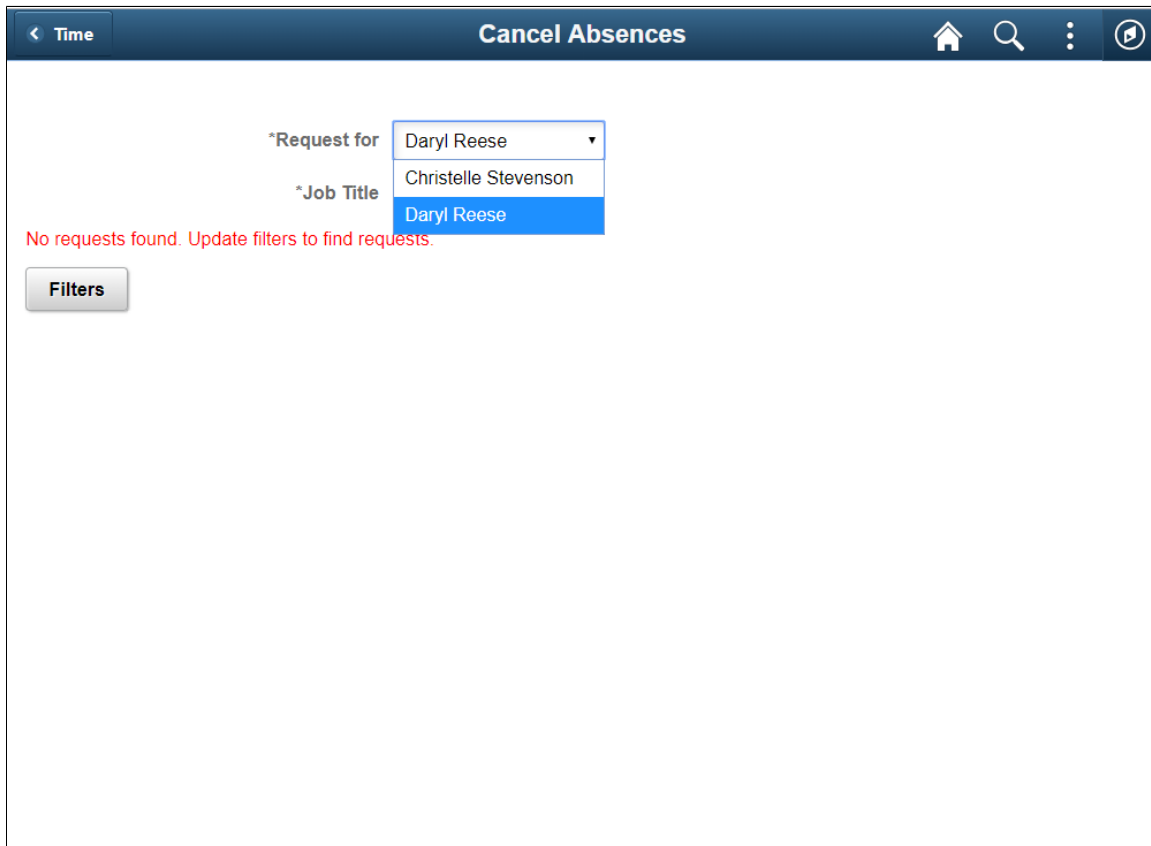 Time
Cancel Absences
*Request for
Daryl Reese
Christelle Stevenson
*Job Title
Daryl Reese
No requests found. Update filters to find requests.
Filters